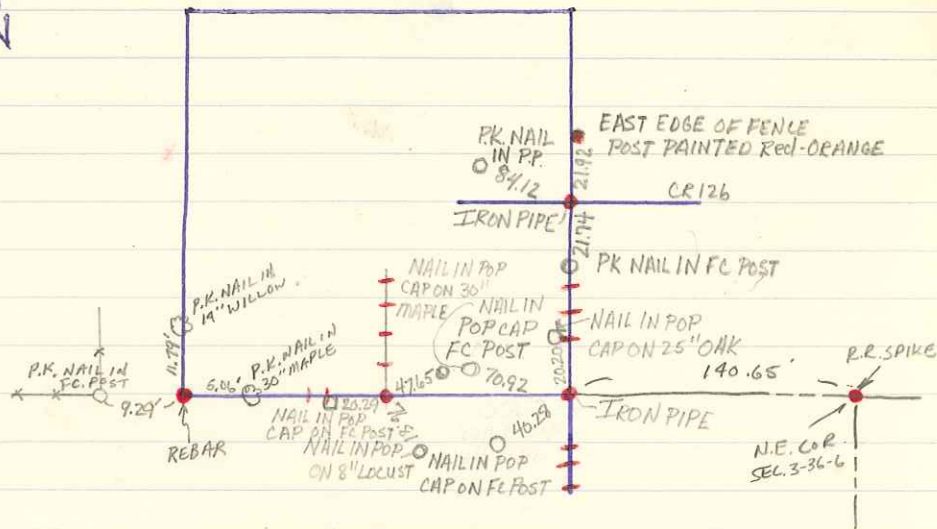 P.K. NAIL
IN P.P.
84.12
EAST EDGE OF FENCE
POST PAINTED Red-ORANGE
21.92
CR 126
IRON PIPE
21.74
PK NAIL IN FC POST
NAIL IN POP
CAP ON 30"
MAPLE
NAIL IN
POP CAP
FC POST
NAIL IN POP
CAP ON 25" OAK
P.K. NAIL IN
14" WILLOW
11.79'
P.K. NAIL IN
FC. POST
9.29'
5.06'
P.K. NAIL IN
30" MAPLE
47.65
70.92
20.20
140.65'
R.R. SPIKE
20.29
76.81
REBAR
NAIL IN POP
CAP ON FC POST
NAIL IN POP
ON 8" LOCUST
40.28
NAIL IN POP
CAP ON FC POST
IRON PIPE
N.E. COR.
SEC. 3-36-6